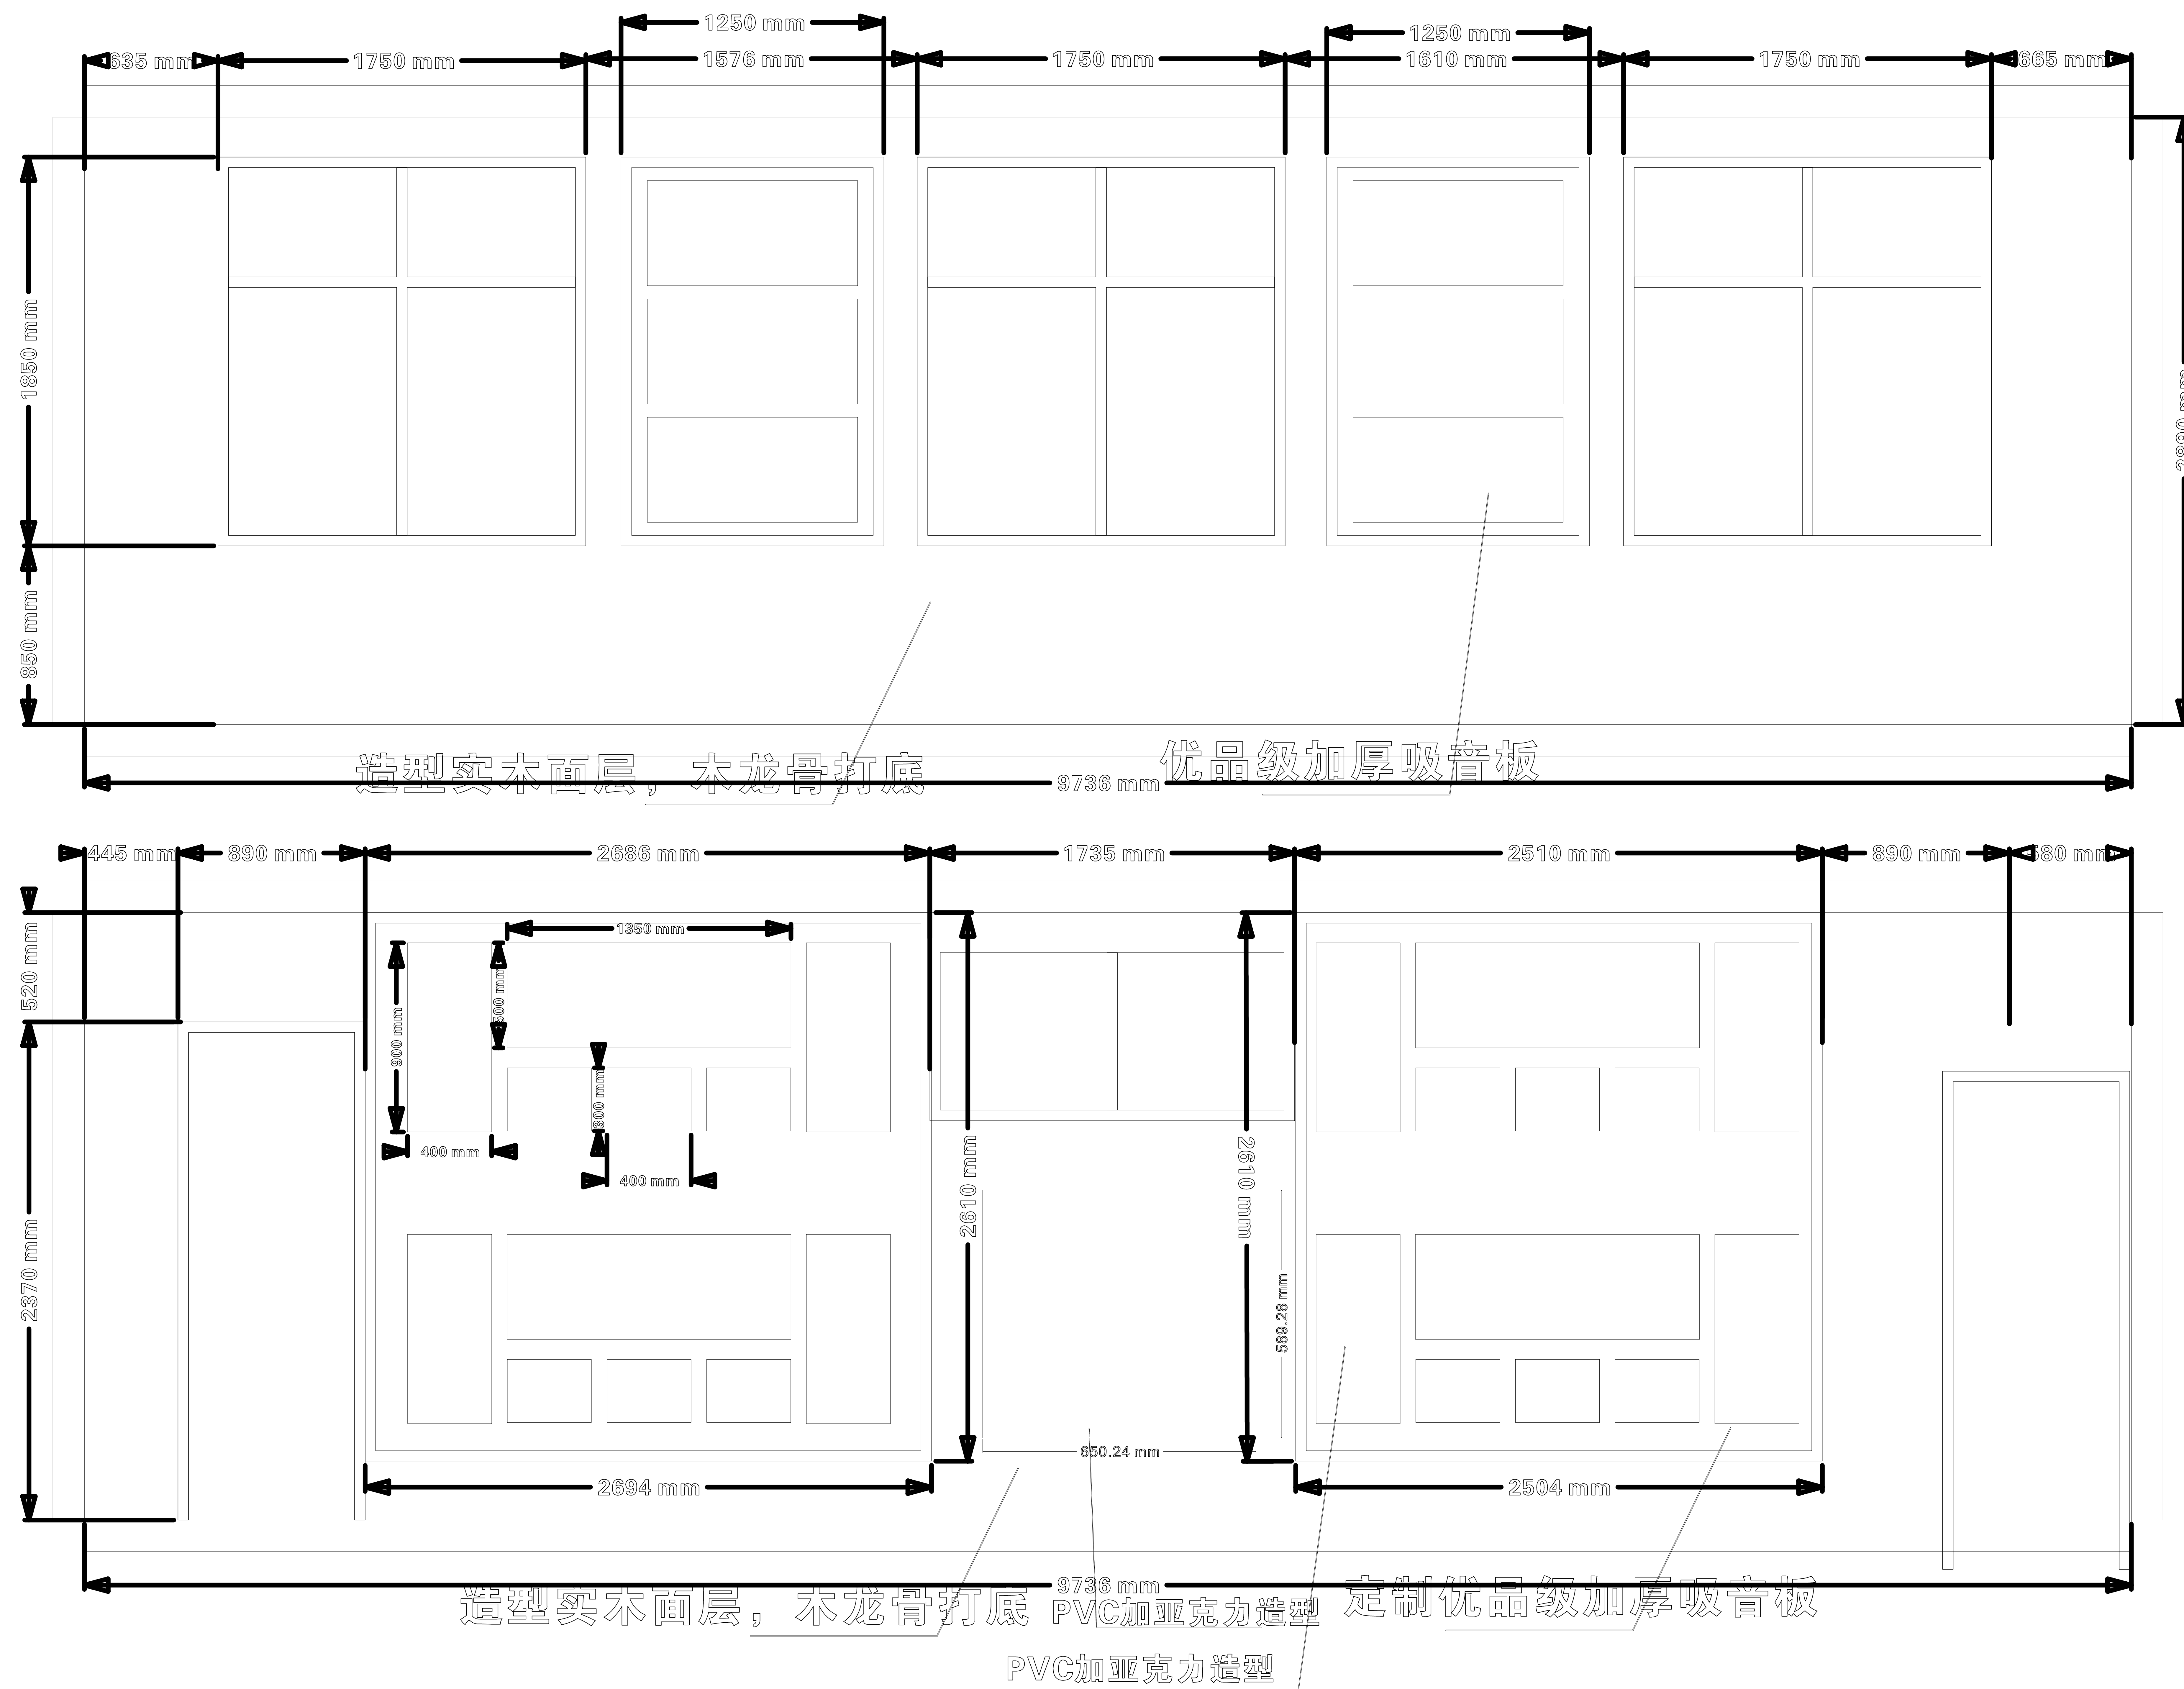 1250 mm
1250 mm
635 mm
1750 mm
1576 mm
1750 mm
1610 mm
1750 mm
665 mm
1850 mm
850 mm
造型实木面层，木龙骨打底
优品级加厚吸音板
9736 mm
445 mm
890 mm
2686 mm
1735 mm
2510 mm
890 mm
580 mm
520 mm
1350 mm
500 mm
900 mm
300 mm
400 mm
400 mm
2610 mm
2610 mm
2370 mm
589.28 mm
650.24 mm
2694 mm
2504 mm
9736 mm
造型实木面层，木龙骨打底
PVC加亚克力造型
定制优品级加厚吸音板
PVC加亚克力造型